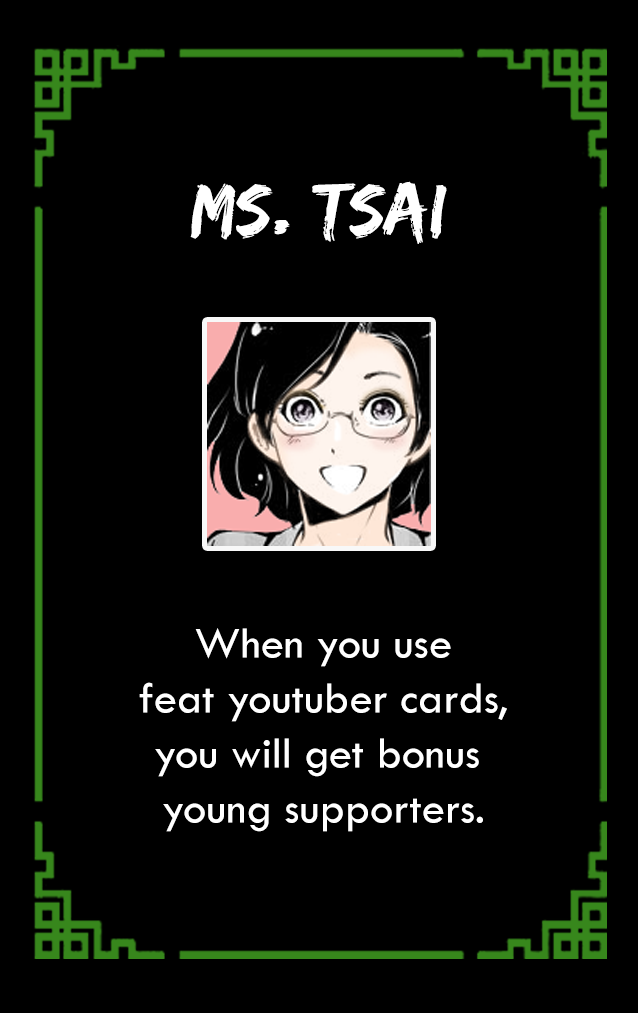 MS. TSAI
When you use
feat youtuber cards,
you will get bonus
young supporters.